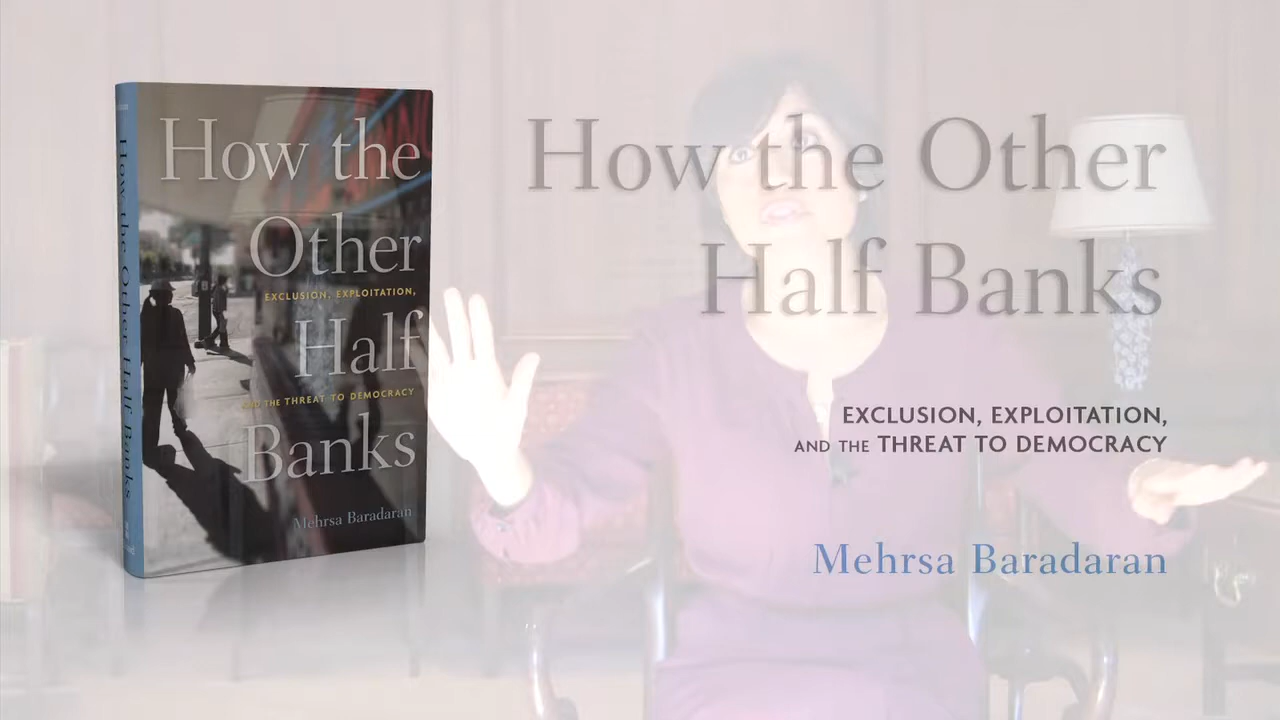 How the
Other
EXCLUSION, EXPLOITATION,
Half
AND THE THREAT TO DEMOCRACY
Banks
Mehrsa Baradaran
How the Other Half Banks
How the Other
Half Banks
EXCLUSION, EXPLOITATION,
AND THE THREAT TO DEMOCRACY
Mehrsa Baradaran